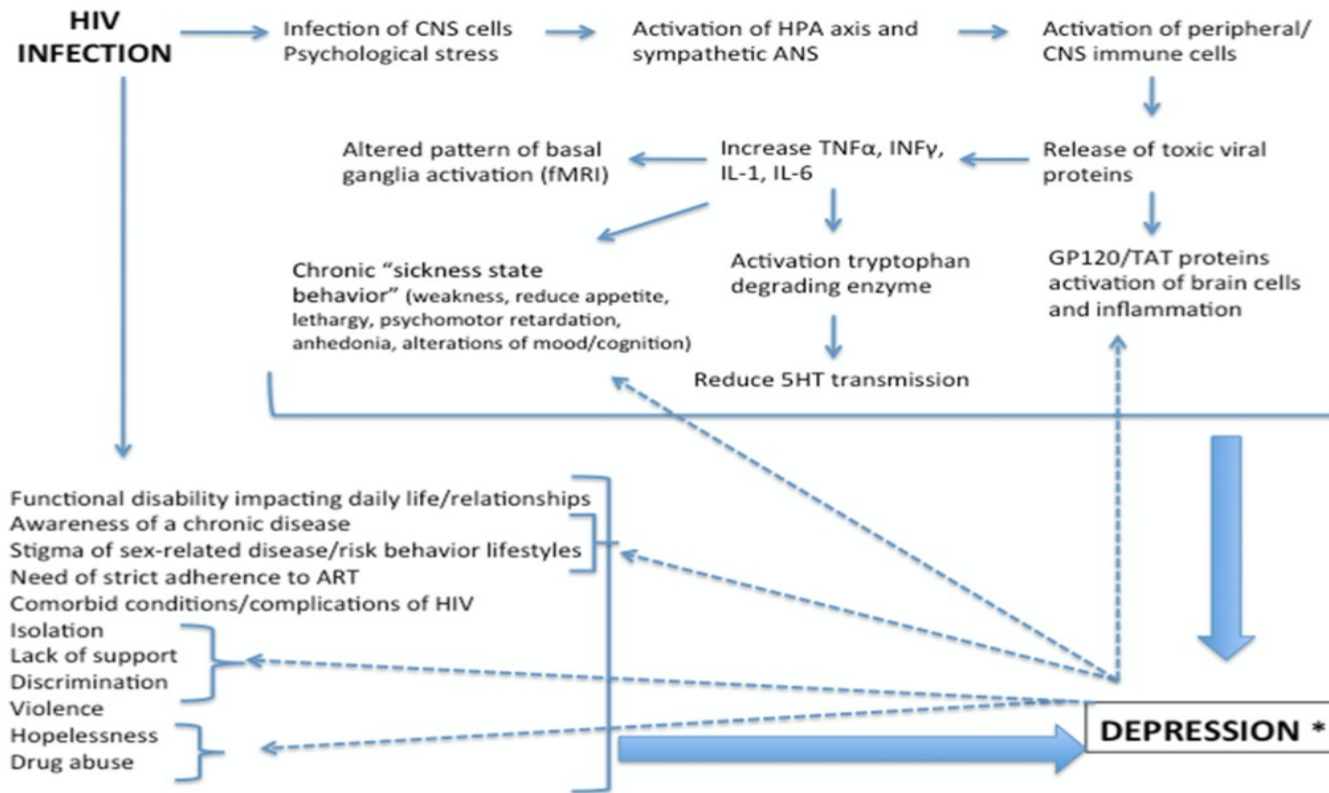 HIV
INFECTION
Infection of CNS cells
Psychological stress
Activation of HPA axis and
sympathetic ANS
Activation of peripheral/
CNS immune cells
Altered pattern of basal
ganglia activation (fMRI)
Increase TNFα, INFγ,
IL-1, IL-6
Release of toxic viral
proteins
Chronic “sickness state
behavior” (weakness, reduce appetite,
lethargy, psychomotor retardation,
anhedonia, alterations of mood/cognition)
Activation tryptophan
degrading enzyme
GP120/TAT proteins
activation of brain cells
and inflammation
Reduce 5HT transmission
Functional disability impacting daily life/relationships
Awareness of a chronic disease
Stigma of sex-related disease/risk behavior lifestyles
Need of strict adherence to ART
Comorbid conditions/complications of HIV
Isolation
Lack of support
Discrimination
Violence
Hopelessness
Drug abuse
DEPRESSION *